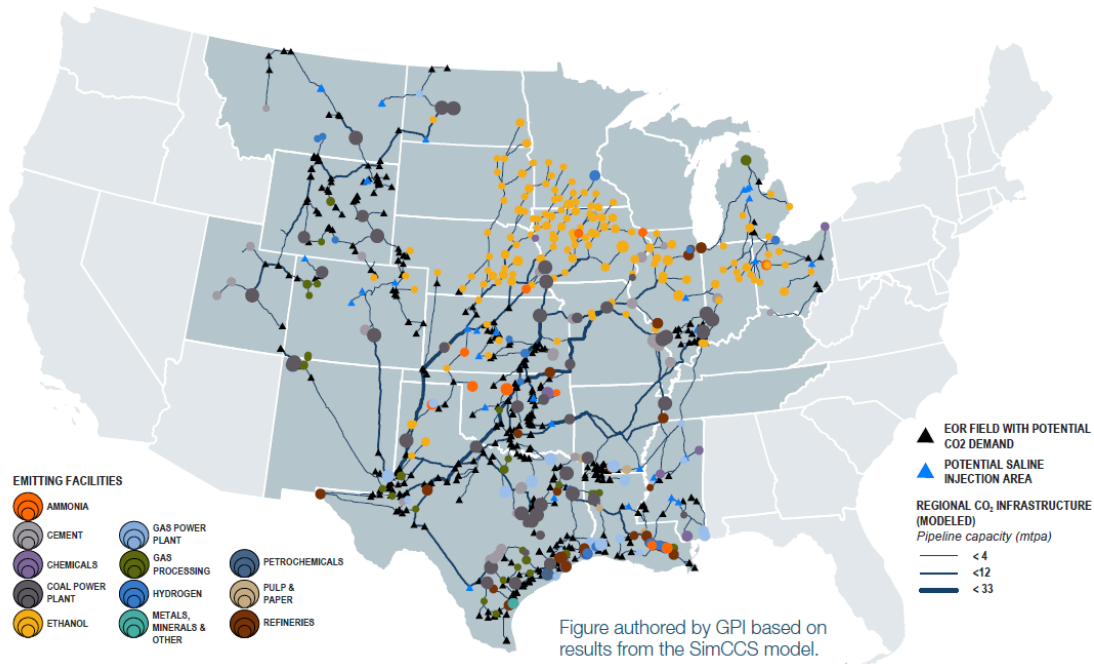 EOR FIELD WITH POTENTIAL
CO2 DEMAND
POTENTIAL SALINE
INJECTION AREA
REGIONAL CO₂ INFRASTRUCTURE
(MODELED)
Pipeline capacity (mtpa)
< 4
<12
< 33
EMITTING FACILITIES
AMMONIA
CEMENT
CHEMICALS
COAL POWER
PLANT
ETHANOL
GAS POWER
PLANT
GAS
PROCESSING
HYDROGEN
METALS,
MINERALS &
OTHER
PETROCHEMICALS
PULP &
PAPER
REFINERIES
Figure authored by GPI based on
results from the SimCCS model.